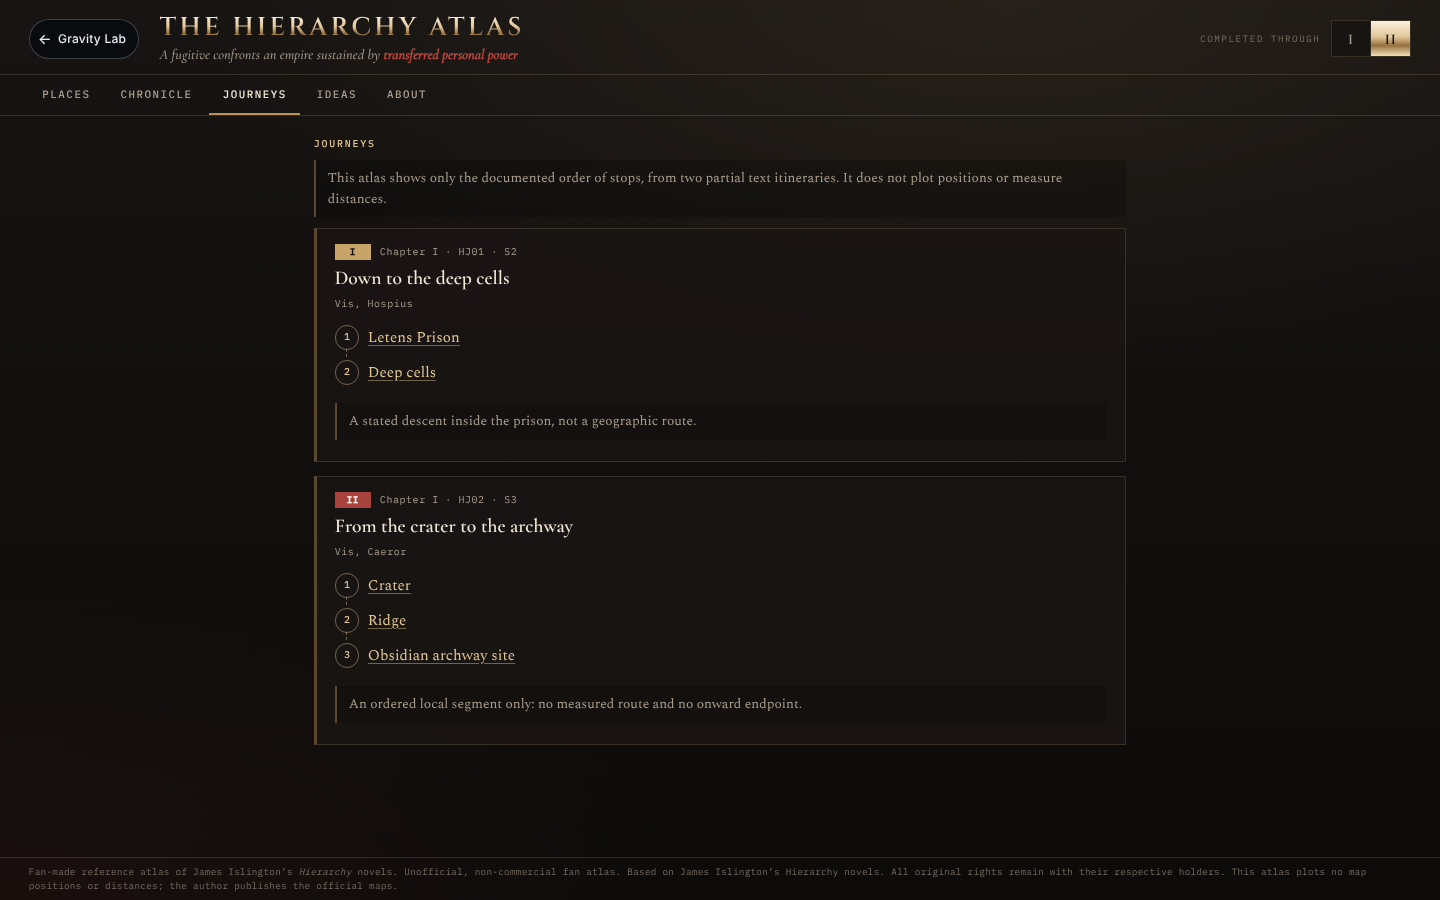 ← Gravity Lab
THE HIERARCHY ATLAS
A fugitive confronts an empire sustained by transferred personal power
COMPLETED THROUGH
I
II
PLACES
CHRONICLE
JOURNEYS
IDEAS
ABOUT
JOURNEYS
This atlas shows only the documented order of stops, from two partial text itineraries. It does not plot positions or measure
distances.
I Chapter I · HJ01 · S2
Down to the deep cells
Vis, Hospius
1 Letens Prison
2 Deep cells
A stated descent inside the prison, not a geographic route.
II Chapter I · HJ02 · S3
From the crater to the archway
Vis, Caeror
1 Crater
2 Ridge
3 Obsidian archway site
An ordered local segment only: no measured route and no onward endpoint.
Fan-made reference atlas of James Islington’s Hierarchy novels. Unofficial, non-commercial fan atlas. Based on James Islington’s Hierarchy novels. All original rights remain with their respective holders. This atlas plots no map
positions or distances; the author publishes the official maps.